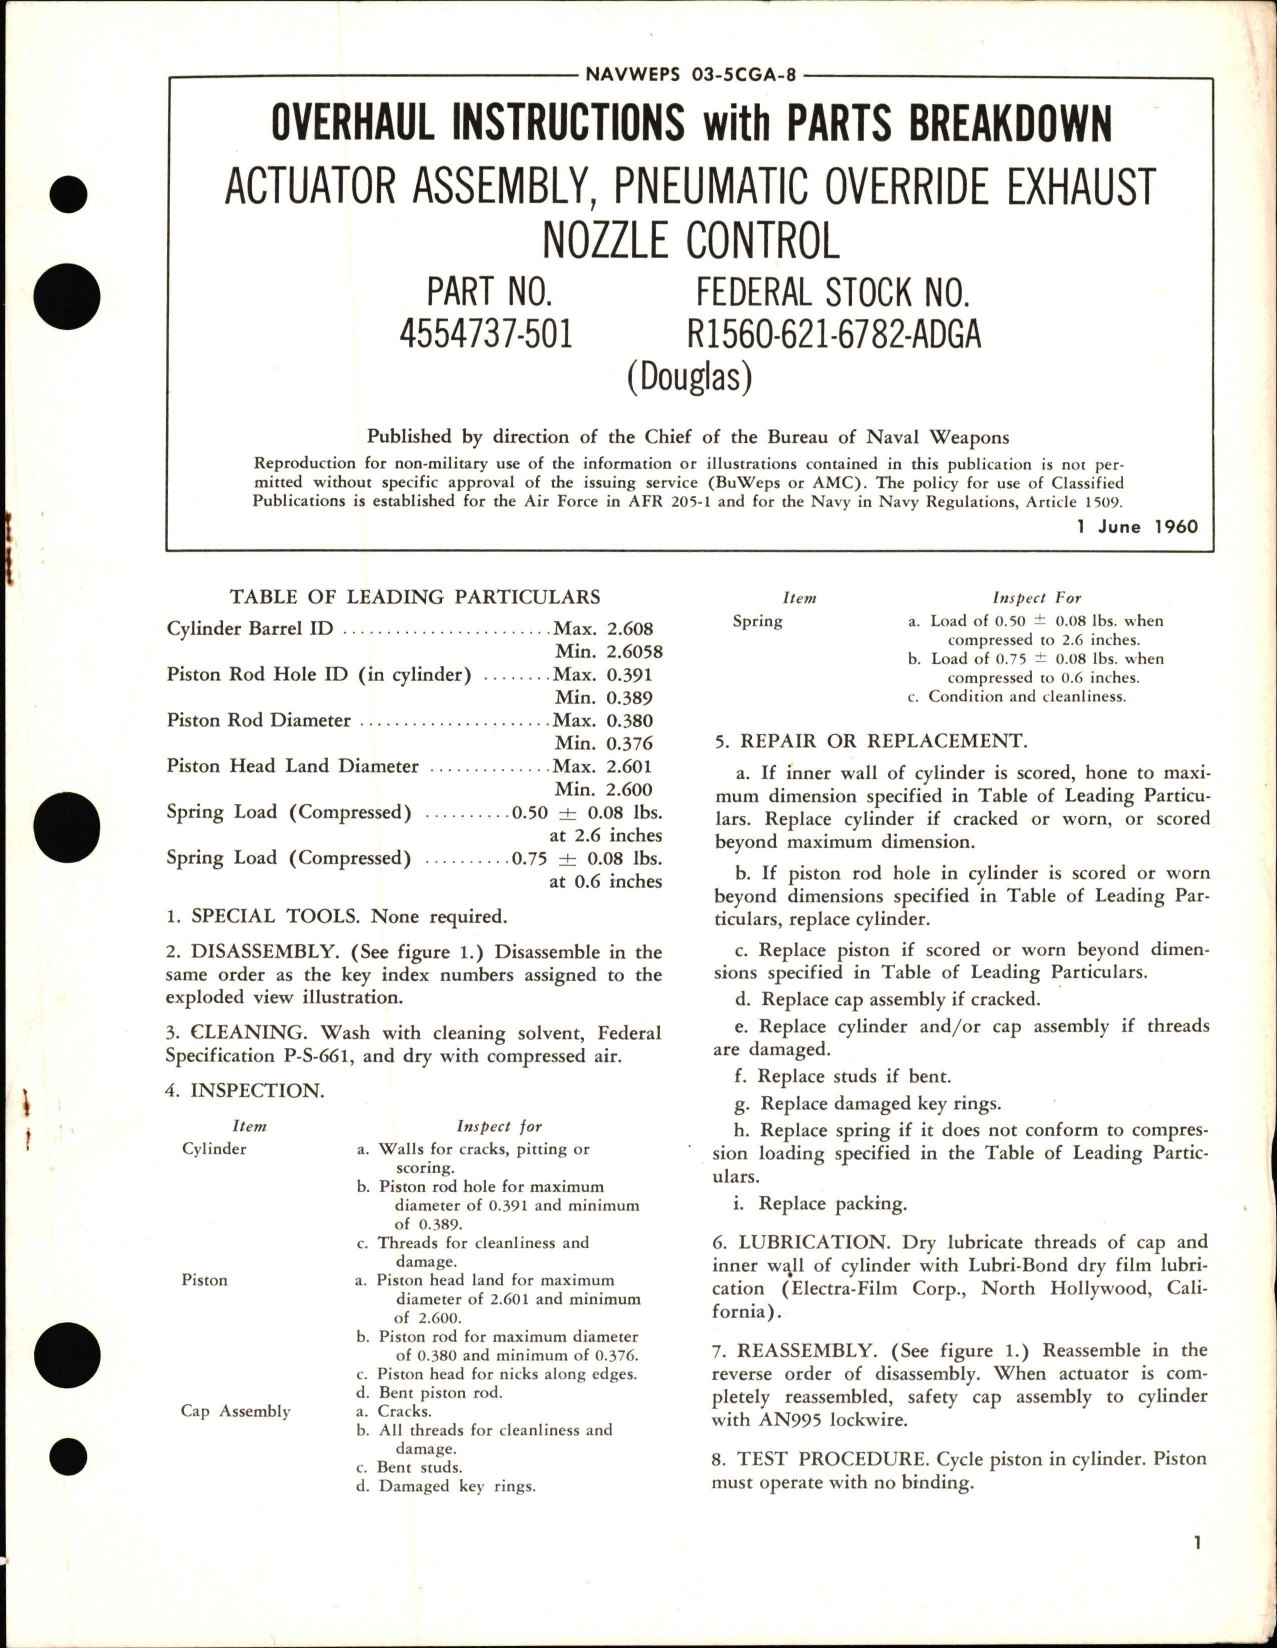 NAVWEPS 03-5CGA-8
OVERHAUL INSTRUCTIONS with PARTS BREAKDOWN
ACTUATOR ASSEMBLY, PNEUMATIC OVERRIDE EXHAUST
NOZZLE CONTROL
PART NO. FEDERAL STOCK NO.
4554737-501 R1560-621-6782-ADGA
(Douglas)
Published by direction of the Chief of the Bureau of Naval Weapons
Reproduction for non-military use of the information or illustrations contained in this publication is not per-
mitted without specific approval of the issuing service (BuWeps or AMC). The policy for use of Classified
Publications is established for the Air Force in AFR 205-1 and for the Navy in Navy Regulations, Article 1509.
1 June 1960
TABLE OF LEADING PARTICULARS
Cylinder Barrel ID ........................Max. 2.608
Min. 2.6058
Piston Rod Hole ID (in cylinder) ........Max. 0.391
Min. 0.389
Piston Rod Diameter ......................Max. 0.380
Min. 0.376
Piston Head Land Diameter ..............Max. 2.601
Min. 2.600
Spring Load (Compressed) ..........0.50 ± 0.08 lbs.
at 2.6 inches
Spring Load (Compressed) ..........0.75 ± 0.08 lbs.
at 0.6 inches
1. SPECIAL TOOLS. None required.
2. DISASSEMBLY. (See figure 1.) Disassemble in the
same order as the key index numbers assigned to the
exploded view illustration.
3. CLEANING. Wash with cleaning solvent, Federal
Specification P-S-661, and dry with compressed air.
4. INSPECTION.
Item Inspect for
Cylinder a. Walls for cracks, pitting or
scoring.
b. Piston rod hole for maximum
diameter of 0.391 and minimum
of 0.389.
c. Threads for cleanliness and
damage.
Piston a. Piston head land for maximum
diameter of 2.601 and minimum
of 2.600.
b. Piston rod for maximum diameter
of 0.380 and minimum of 0.376.
c. Piston head for nicks along edges.
d. Bent piston rod.
Cap Assembly a. Cracks.
b. All threads for cleanliness and
damage.
c. Bent studs.
d. Damaged key rings.
Item Inspect For
Spring a. Load of 0.50 ± 0.08 lbs. when
compressed to 2.6 inches.
b. Load of 0.75 ± 0.08 lbs. when
compressed to 0.6 inches.
c. Condition and cleanliness.
5. REPAIR OR REPLACEMENT.
a. If inner wall of cylinder is scored, hone to maxi-
mum dimension specified in Table of Leading Particu-
lars. Replace cylinder if cracked or worn, or scored
beyond maximum dimension.
b. If piston rod hole in cylinder is scored or worn
beyond dimensions specified in Table of Leading Par-
ticulars, replace cylinder.
c. Replace piston if scored or worn beyond dimen-
sions specified in Table of Leading Particulars.
d. Replace cap assembly if cracked.
e. Replace cylinder and/or cap assembly if threads
are damaged.
f. Replace studs if bent.
g. Replace damaged key rings.
h. Replace spring if it does not conform to compres-
sion loading specified in the Table of Leading Partic-
ulars.
i. Replace packing.
6. LUBRICATION. Dry lubricate threads of cap and
inner wall of cylinder with Lubri-Bond dry film lubri-
cation (Electra-Film Corp., North Hollywood, Cali-
fornia).
7. REASSEMBLY. (See figure 1.) Reassemble in the
reverse order of disassembly. When actuator is com-
pletely reassembled, safety cap assembly to cylinder
with AN995 lockwire.
8. TEST PROCEDURE. Cycle piston in cylinder. Piston
must operate with no binding.
1